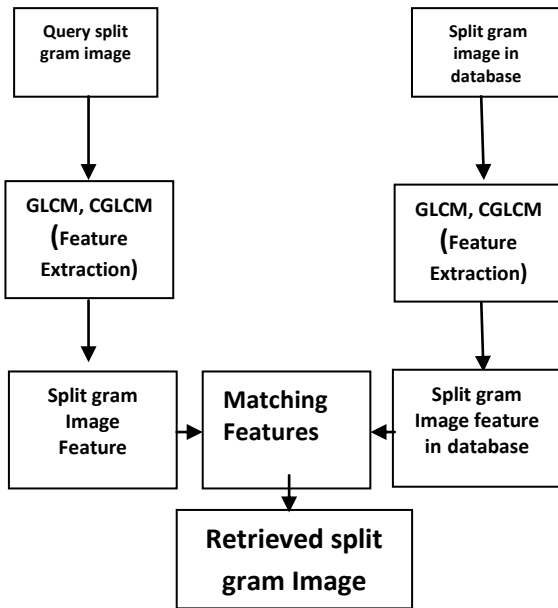 Query split
gram image
Split gram
image in
database
GLCM, CGLCM
(Feature
Extraction)
GLCM, CGLCM
(Feature
Extraction)
Split gram
Image
Feature
Matching
Features
Split gram
Image feature
in database
Retrieved split
gram Image